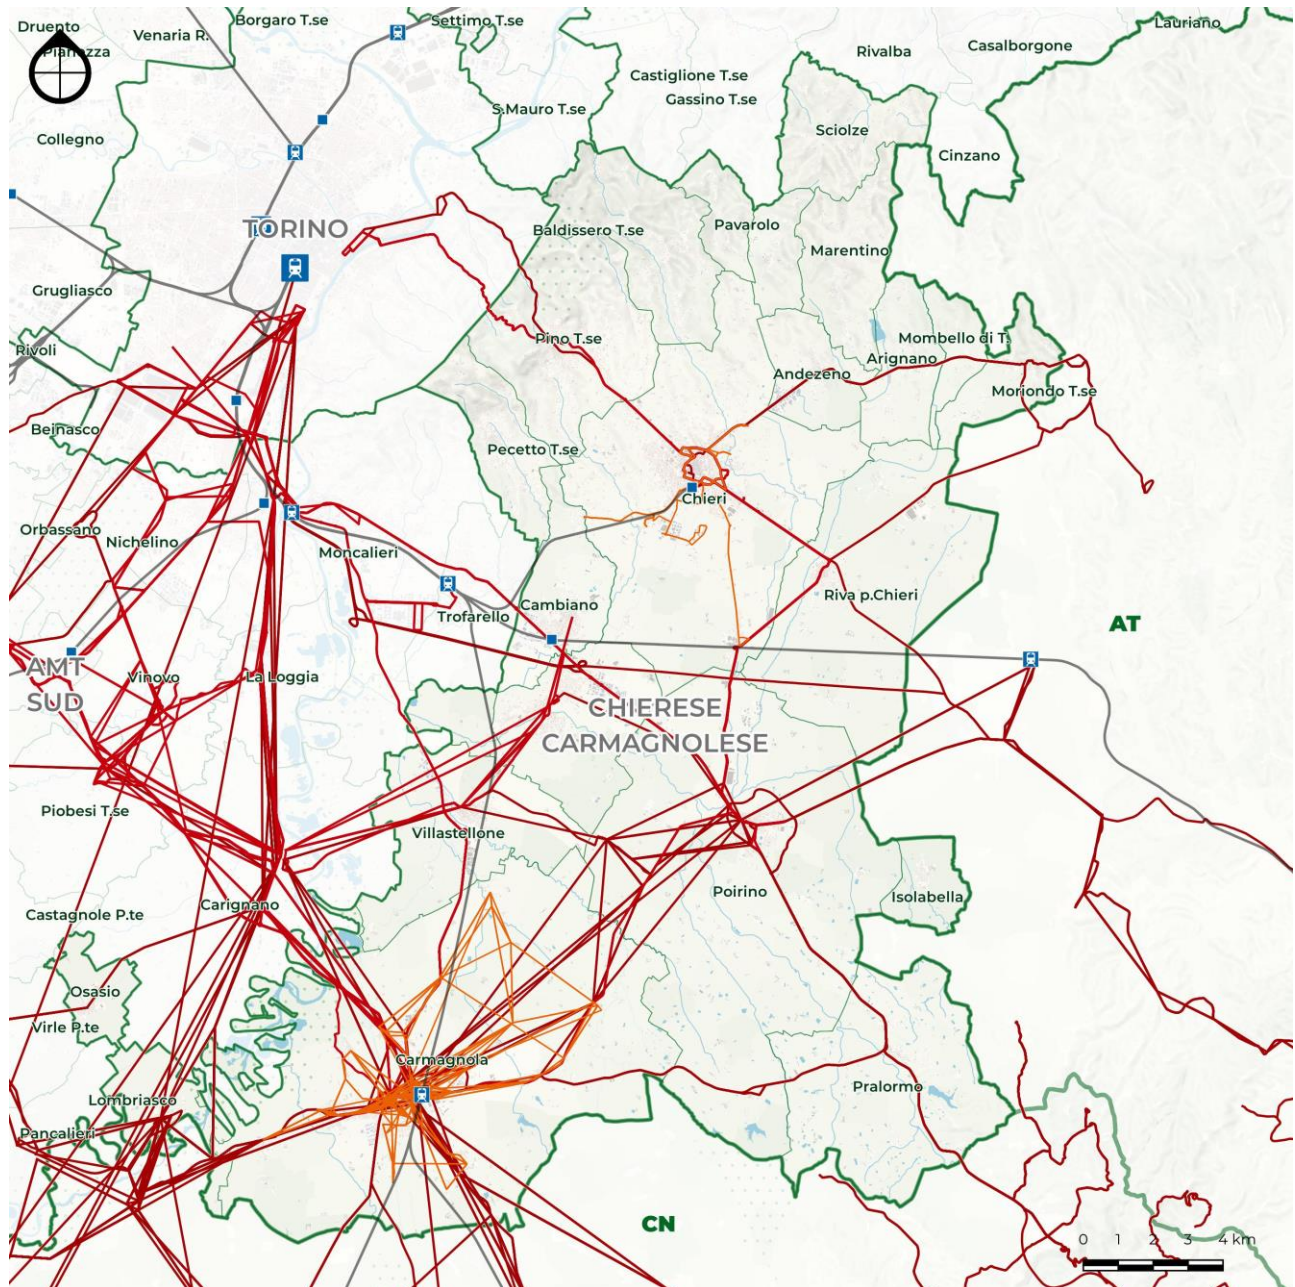 Druento
Borgaro T.se
Settimo T.se
Lauriano
Venaria R.
Pianezza
Rivalba
Casalborgone
Castiglione T.se
Gassino T.se
S.Mauro T.se
Collegno
Sciolze
Cinzano
TORINO
Baldissero T.se
Pavarolo
Marentino
Grugliasco
Rivoli
Pino T.se
Mombello di T.
Arignano
Andezeno
Moriondo T.se
Beinasco
Pecetto T.se
Chieri
Orbassano
Nichelino
Moncalieri
Riva p.Chieri
Trofarello
Cambiano
AT
AMT
SUD
Vinovo
La Loggia
CHIERESE
CARMAGNOLESE
Piobesi T.se
Villastellone
Poirino
Isolabella
Carignano
Castagnole P.te
Osasio
Virle P.te
Carmagnola
Pralormo
Lombriasco
Pancalieri
CN
0 1 2 3 4 km